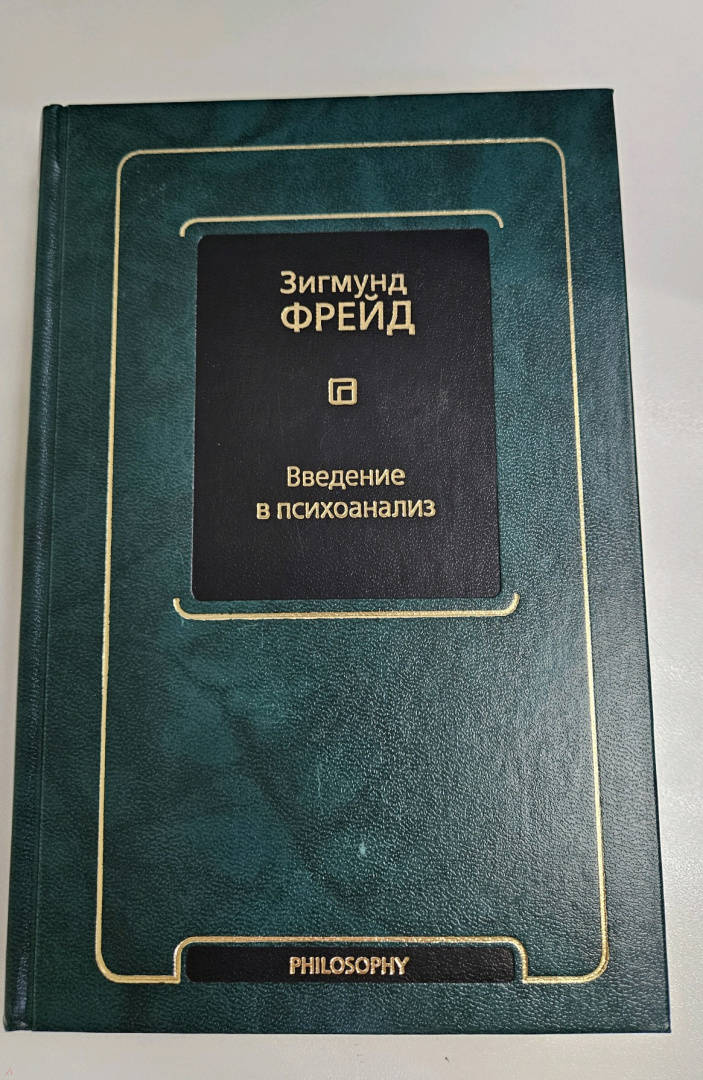 Зигмунд
ФРЕЙД
Введение
в психоанализ
PHILOSOPHY